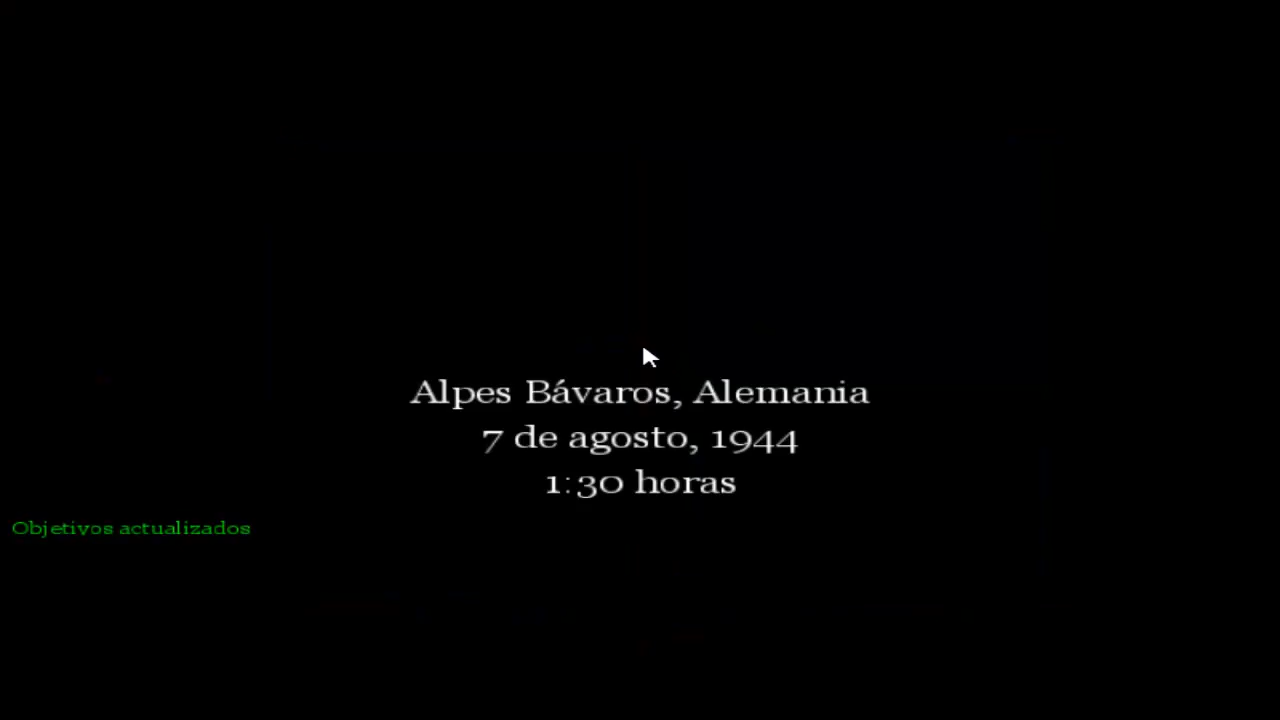 Alpes Bávaros, Alemania
7 de agosto, 1944
1:30 horas
Objetivos actualizados